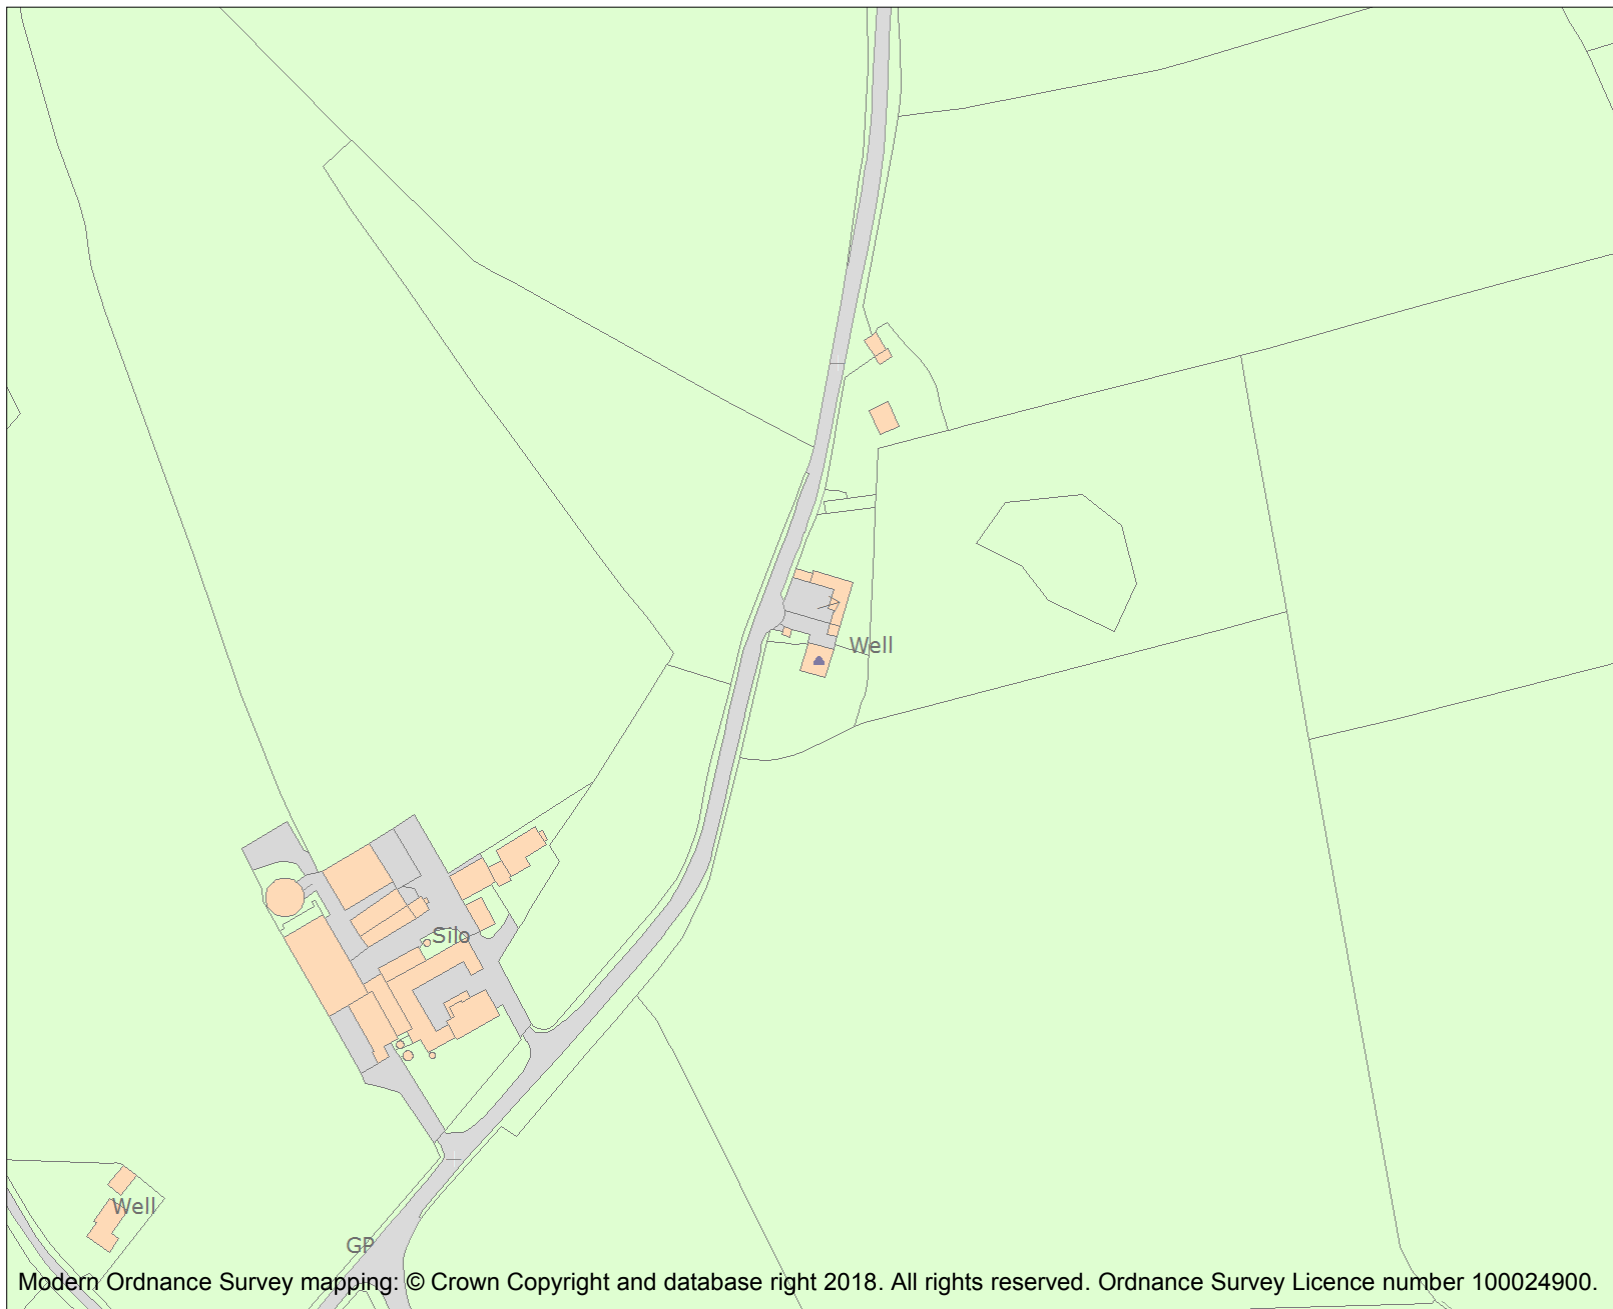 Well
Silo
Well
GP
Modern Ordnance Survey mapping: © Crown Copyright and database right 2018. All rights reserved. Ordnance Survey Licence number 100024900.